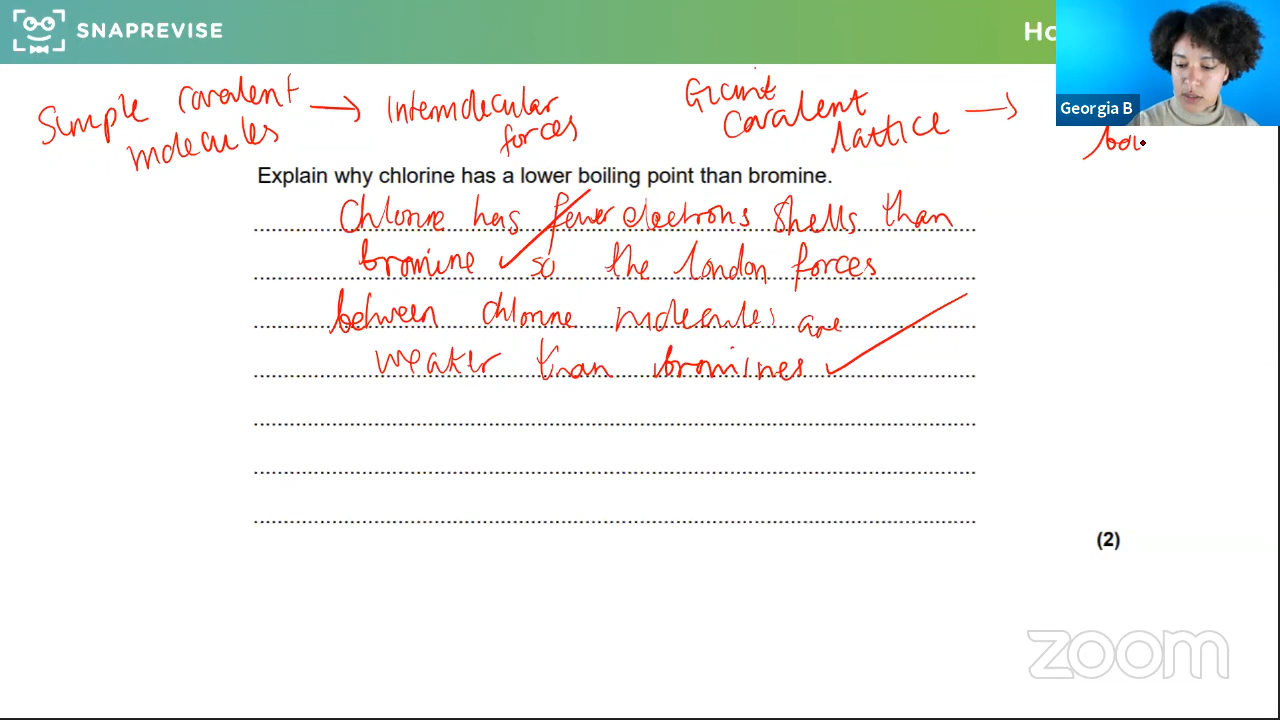 SNAPREVISE
Ho
Georgia B
Simple covalent → intermolecular
molecules forces
Giant
covalent →
lattice
Explain why chlorine has a lower boiling point than bromine.
Chlorine has fewer electrons shells than
bromine so the london forces
between chlorine molecules are
weaker than bromines
(2)
zoom